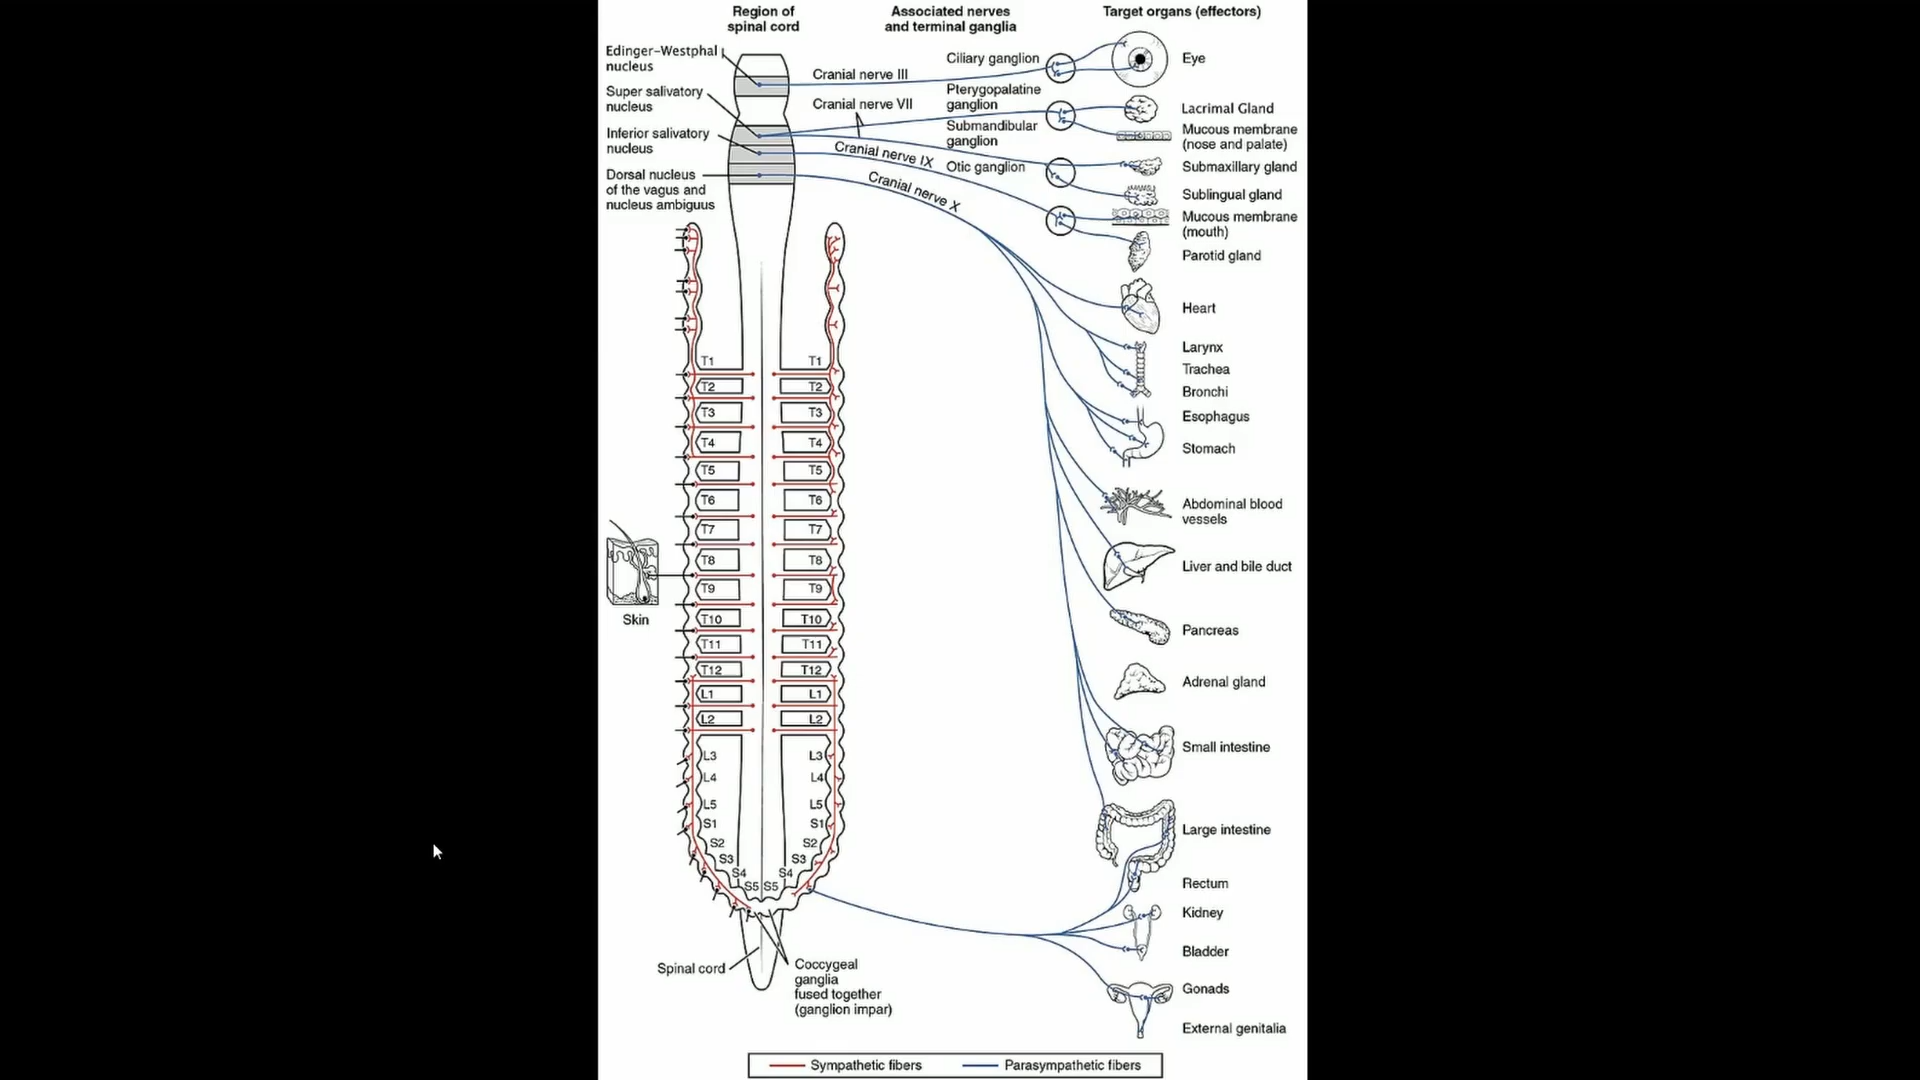 Region of
spinal cord
Associated nerves
and terminal ganglia
Target organs (effectors)
Edinger-Westphal
nucleus
Super salivatory
nucleus
Inferior salivatory
nucleus
Dorsal nucleus
of the vagus and
nucleus ambiguus
Cranial nerve III
Cranial nerve VII
Cranial nerve IX
Cranial nerve X
Ciliary ganglion
Pterygopalatine
ganglion
Submandibular
ganglion
Otic ganglion
Eye
Lacrimal Gland
Mucous membrane
(nose and palate)
Submaxillary gland
Sublingual gland
Mucous membrane
(mouth)
Parotid gland
Heart
Larynx
Trachea
Bronchi
Esophagus
Stomach
Abdominal blood
vessels
Liver and bile duct
Pancreas
Adrenal gland
Small intestine
Large intestine
Rectum
Kidney
Bladder
Gonads
External genitalia
T1 T1
T2 T2
T3 T3
T4 T4
T5 T5
T6 T6
T7 T7
T8 T8
T9 T9
T10 T10
T11 T11
T12 T12
L1 L1
L2 L2
L3 L3
L4 L4
L5 L5
S1 S1
S2 S2
S3 S3
S4 S4
S5 S5
Skin
Spinal cord
Coccygeal
ganglia
fused together
(ganglion impar)
Sympathetic fibers
Parasympathetic fibers